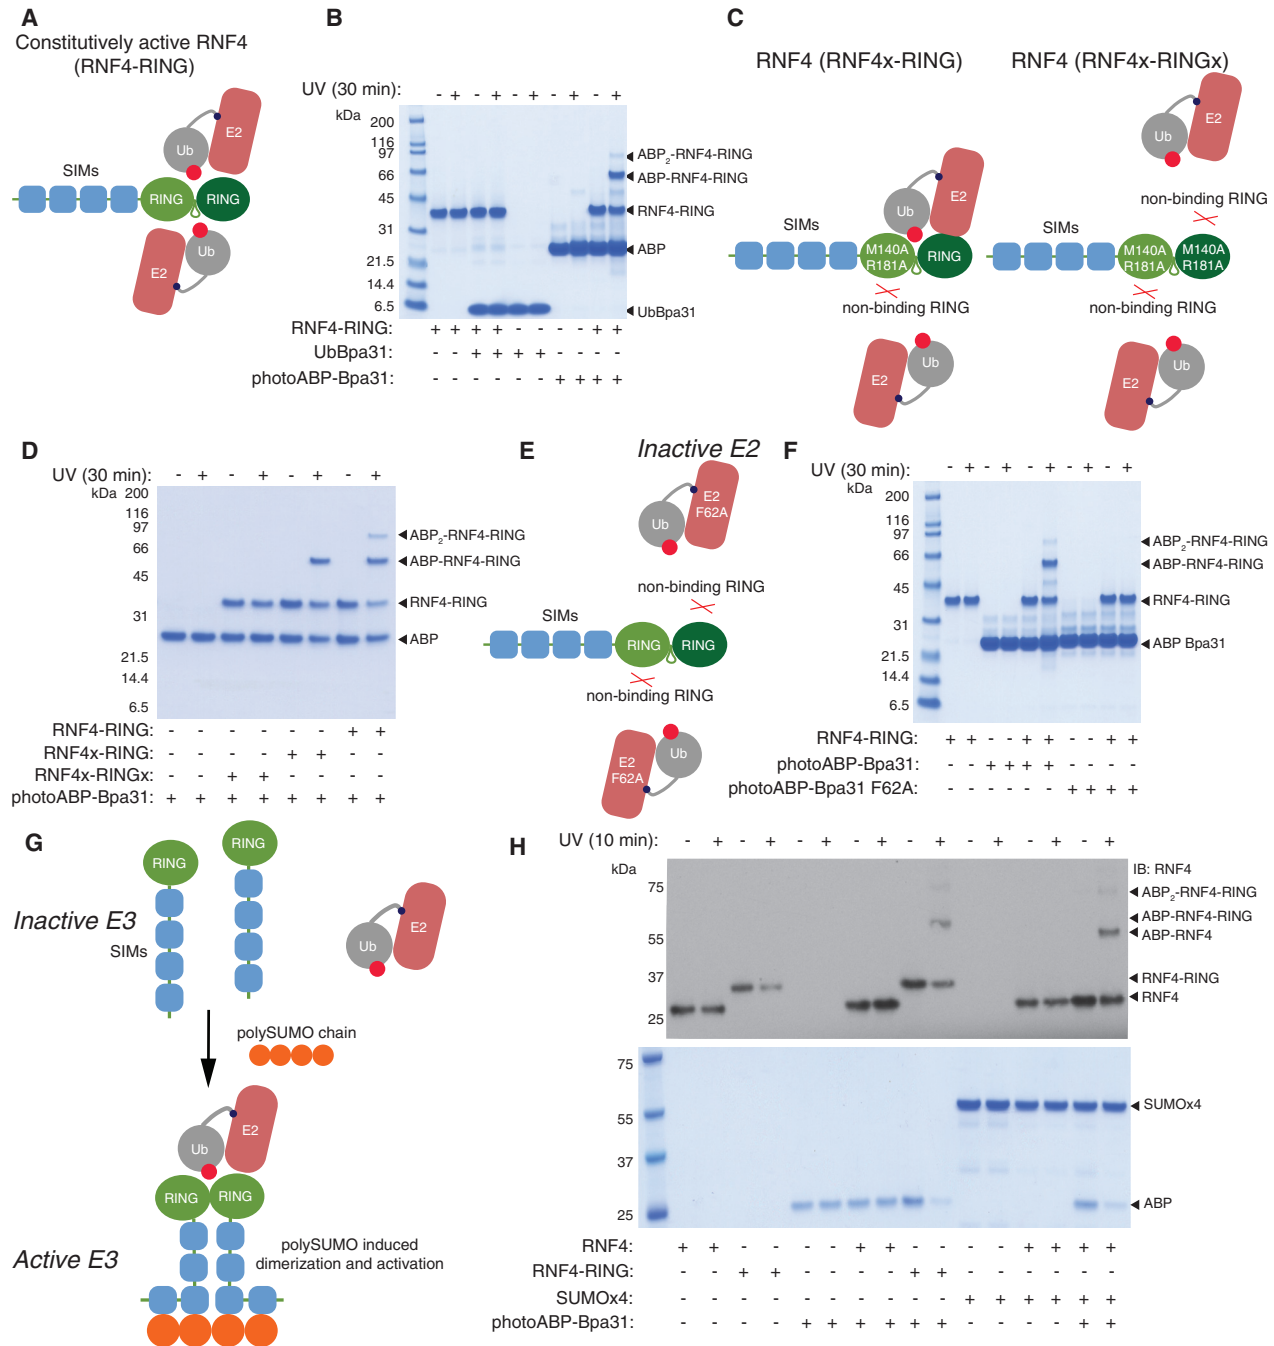 A
Constitutively active RNF4
(RNF4-RING)
E2
Ub
SIMs
RING RING
E2 Ub
B
UV (30 min): - + - + - + - + - +
kDa
200
116
97
66
45
31
21.5
14.4
6.5
ABP2-RNF4-RING
ABP-RNF4-RING
RNF4-RING
ABP
UbBpa31
RNF4-RING: + + + + - - - - + +
UbBpa31: - - + + + + - - - -
photoABP-Bpa31: - - - - - - + + + +
C
RNF4 (RNF4x-RING)
E2
Ub
SIMs
M140A
R181A
RING
non-binding RING
E2 Ub
RNF4 (RNF4x-RINGx)
E2
Ub
non-binding RING
SIMs
M140A
R181A
M140A
R181A
non-binding RING
Ub
E2
D
UV (30 min): - + - + - + - +
kDa
200
116
97
66
45
31
21.5
14.4
6.5
ABP2-RNF4-RING
ABP-RNF4-RING
RNF4-RING
ABP
RNF4-RING: - - - - - - + +
RNF4x-RING: - - - - + + - -
RNF4x-RINGx: - - + + - - - -
photoABP-Bpa31: + + + + + + + +
E
Inactive E2
E2
F62A
Ub
non-binding RING
SIMs
RING RING
non-binding RING
E2
F62A
Ub
F
UV (30 min): - + - + - + - + - +
kDa
200
116
97
66
45
31
21.5
14.4
6.5
ABP2-RNF4-RING
ABP-RNF4-RING
RNF4-RING
ABP Bpa31
RNF4-RING: + + - - + + - - + +
photoABP-Bpa31: - - + + + + - - - -
photoABP-Bpa31 F62A: - - - - - - + + + +
G
RING RING
Inactive E3
SIMs
E2
Ub
polySUMO chain
E2
Ub
RING RING
Active E3
polySUMO induced
dimerization and activation
H
UV (10 min): - + - + - + - + - + - + - + - +
kDa
75
55
37
25
IB: RNF4
ABP2-RNF4-RING
ABP-RNF4-RING
ABP-RNF4
RNF4-RING
RNF4
75
55
37
25
SUMOx4
ABP
RNF4: + + - - - - + + - - - - + + + +
RNF4-RING: - - + + - - - - + + - - - - - -
SUMOx4: - - - - - - - - - - + + + + + +
photoABP-Bpa31: - - - - + + + + + + - - - - + +